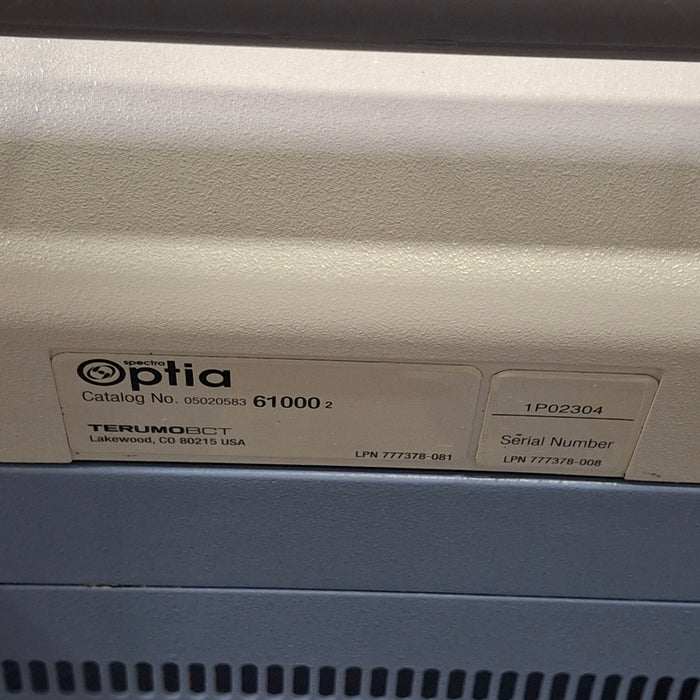 spectra
Optia
Catalog No. 05020583 61000 2
TERUMOBCT
Lakewood, CO 80215 USA
LPN 777378-081
1P02304
Serial Number
LPN 777378-008